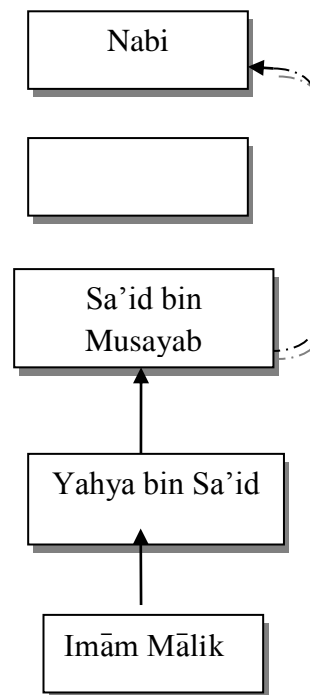 Nabi
Sa’id bin
Musayab
Yahya bin Sa’id
Imām Mālik